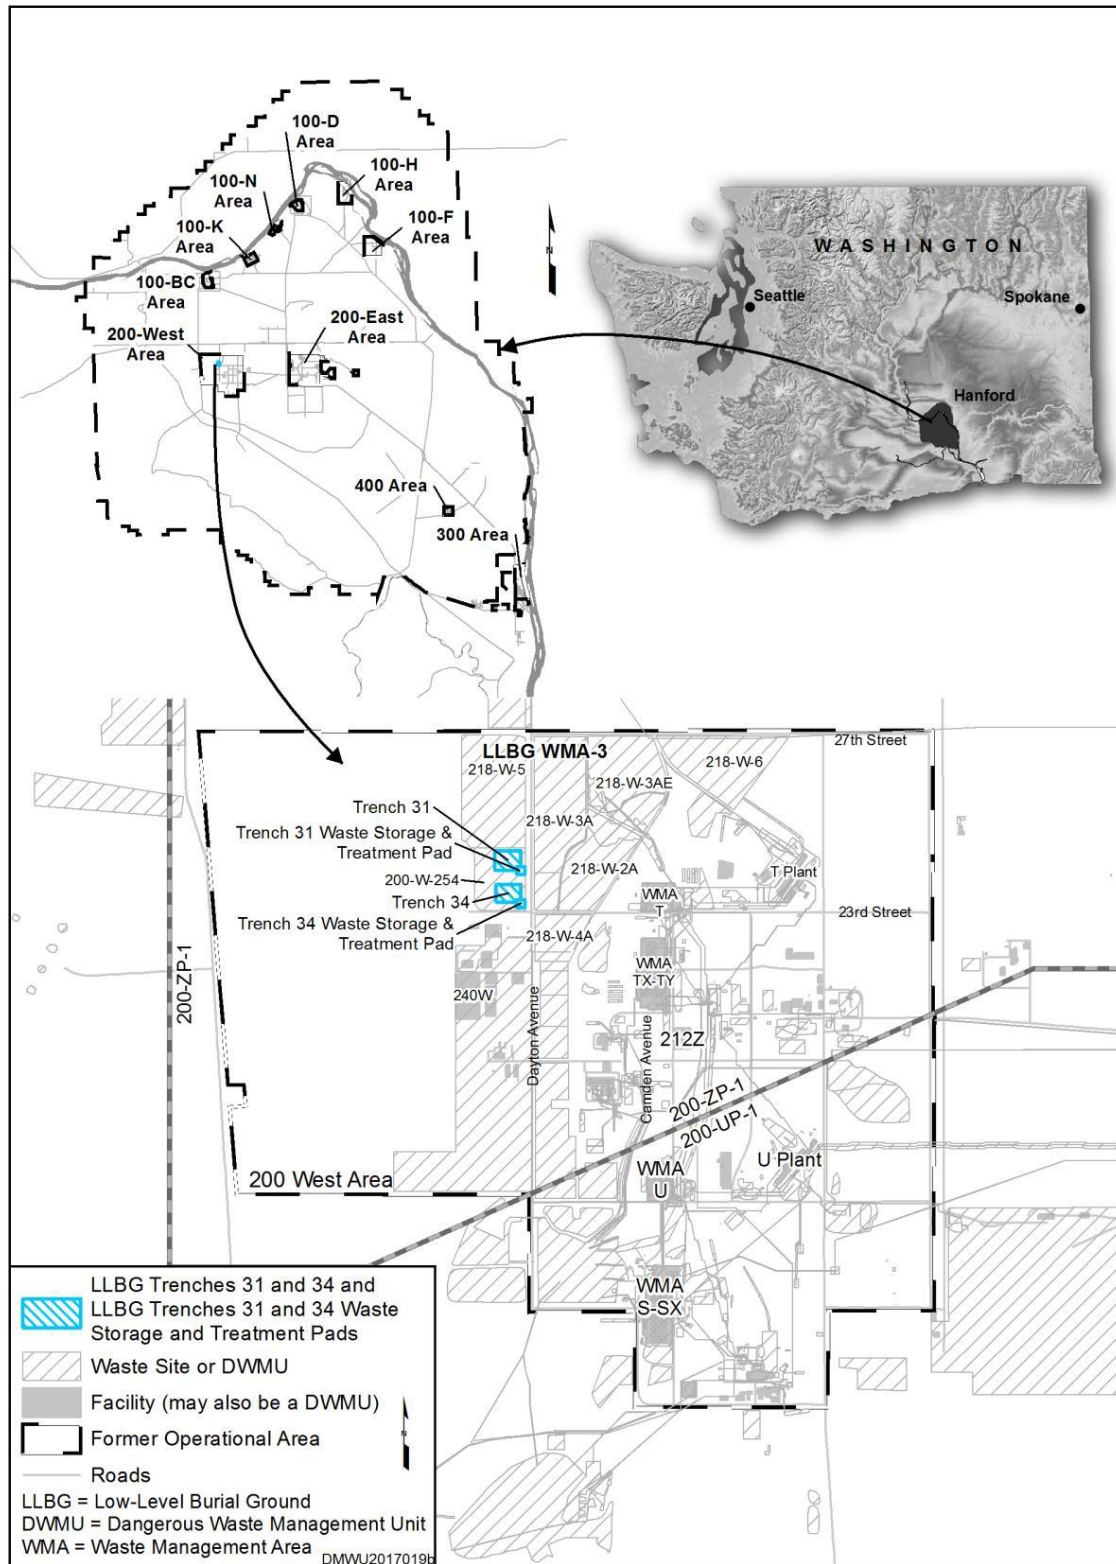 100-D
Area
100-H
Area
100-N
Area
100-F
Area
100-K
Area
100-BC
Area
200-West
Area
200-East
Area
400 Area
300 Area
N
WASHINGTON
Seattle
Spokane
Hanford
27th Street
LLBG WMA-3
218-W-5
218-W-6
218-W-3AE
Trench 31
218-W-3A
Trench 31 Waste Storage &
Treatment Pad
218-W-2A
T Plant
200-W-254
Trench 34
WMA
T
23rd Street
Trench 34 Waste Storage &
Treatment Pad
218-W-4A
200-ZP-1
WMA
TX-TY
240W
Dayton Avenue
Camden Avenue
212Z
200-ZP-1
200-UP-1
U Plant
WMA
U
200 West Area
WMA
S-SX
LLBG Trenches 31 and 34 and
LLBG Trenches 31 and 34 Waste
Storage and Treatment Pads
Waste Site or DWMU
Facility (may also be a DWMU)
N
Former Operational Area
Roads
LLBG = Low-Level Burial Ground
DWMU = Dangerous Waste Management Unit
WMA = Waste Management Area
DMWU2017019b